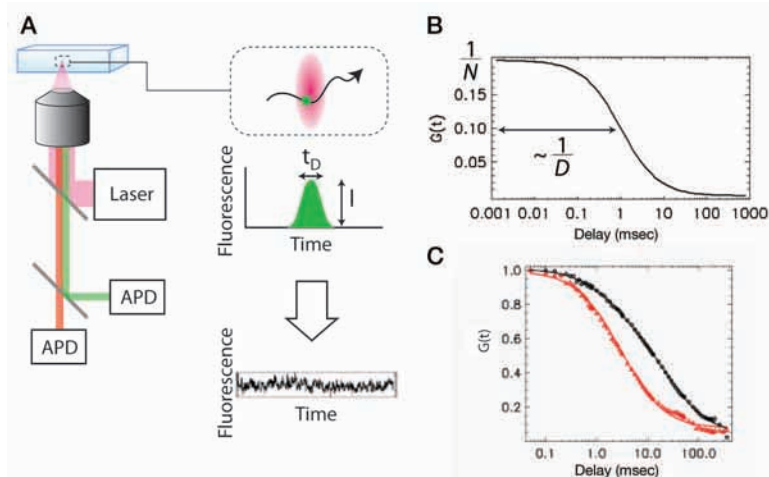 A
Laser
APD
APD
Fluorescence
t_D
I
Time
Fluorescence
Time
B
1/N
G(t)
0.15
0.10
0.05
~ 1/D
0.001 0.01 0.1 1 10 100 1000
Delay (msec)
C
G(t)
1.0
0.8
0.6
0.4
0.2
0.1 1.0 10.0 100.0
Delay (msec)